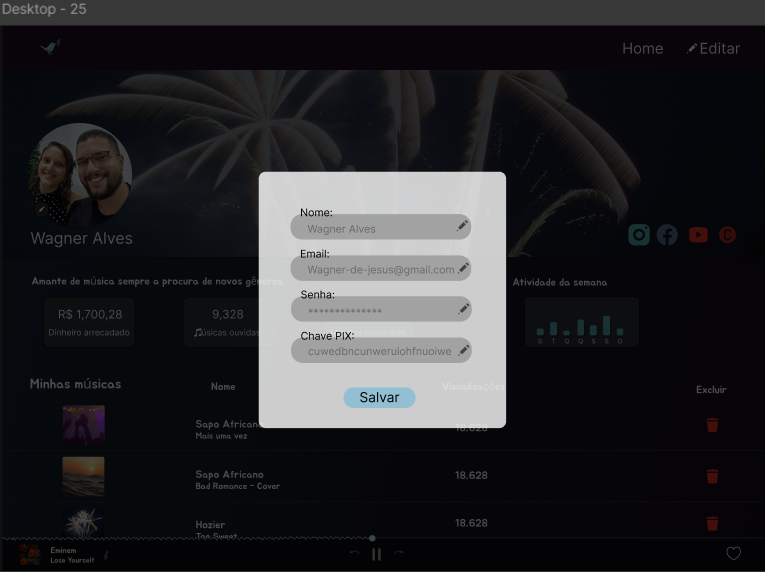 Desktop - 25
Home
Editar
Wagner Alves
Amante de música sempre a procura de novos gêneros.
Atividade da semana
R$ 1,700,28
Dinheiro arrecadado
9,328
Músicas ouvidas
S T Q Q S S D
Nome:
Wagner Alves
Email:
Wagner-de-jesus@gmail.com
Senha:
**************
Chave PIX:
cuwedbcnunweruiohfnuoiwe
Salvar
Minhas músicas
Nome
Visualizações
Excluir
Sapo Africano
Mais uma vez
18.628
Sapo Africano
Bad Romance - Cover
18.628
Hozier
Too Sweet
18.628
Eminem
Lose Yourself